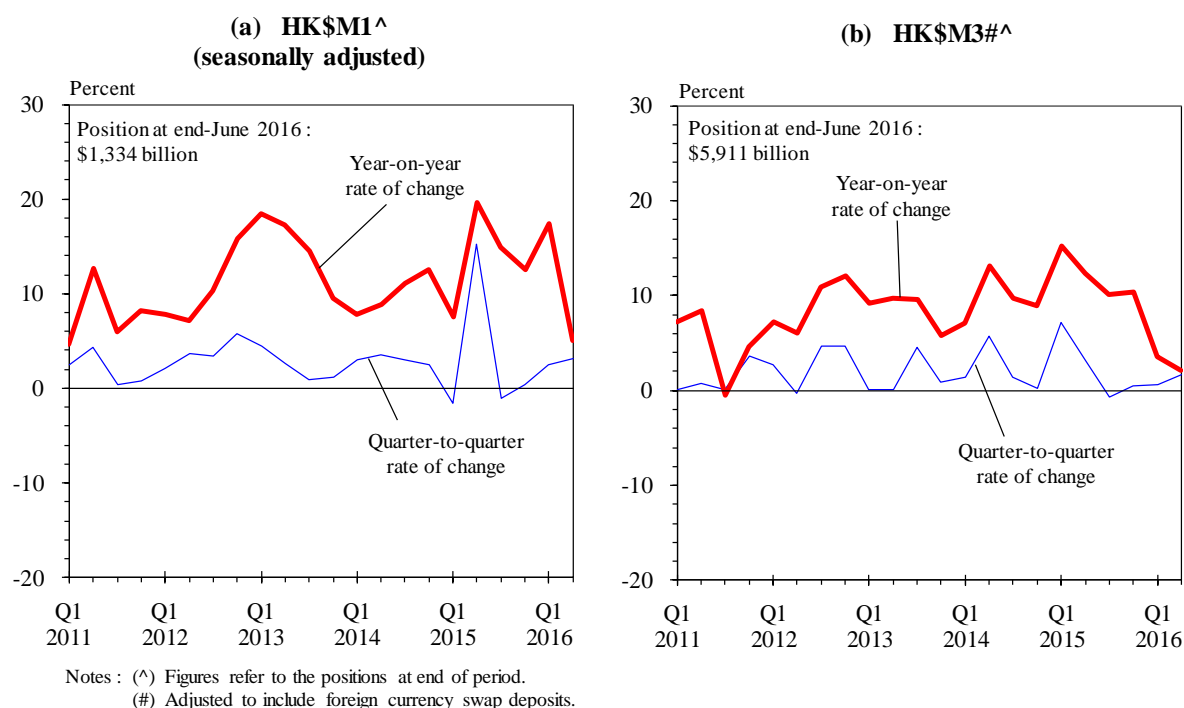 (a) HK$M1^
(seasonally adjusted)
Percent
30
20
10
0
-10
-20
Position at end-June 2016 :
$1,334 billion
Year-on-year
rate of change
Quarter-to-quarter
rate of change
Q1 Q1 Q1 Q1 Q1 Q1
2011 2012 2013 2014 2015 2016
(b) HK$M3#^
Percent
30
20
10
0
-10
-20
Position at end-June 2016 :
$5,911 billion
Year-on-year
rate of change
Quarter-to-quarter
rate of change
Q1 Q1 Q1 Q1 Q1 Q1
2011 2012 2013 2014 2015 2016
Notes : (^) Figures refer to the positions at end of period.
(#) Adjusted to include foreign currency swap deposits.